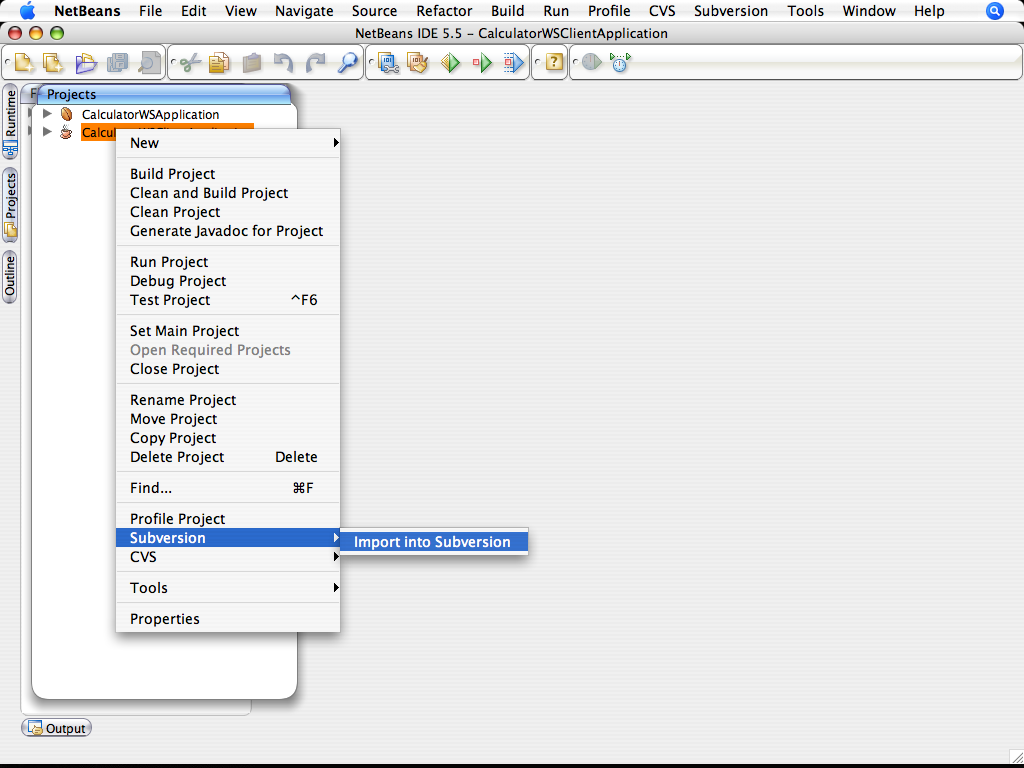 NetBeans File Edit View Navigate Source Refactor Build Run Profile CVS Subversion Tools Window Help
NetBeans IDE 5.5 – CalculatorWSClientApplication
Runtime
Projects
Outline
F
Projects
CalculatorWSApplication
New
Build Project
Clean and Build Project
Clean Project
Generate Javadoc for Project
Run Project
Debug Project
Test Project ^F6
Set Main Project
Open Required Projects
Close Project
Rename Project
Move Project
Copy Project
Delete Project Delete
Find... ⌘F
Profile Project
Subversion
Import into Subversion
CVS
Tools
Properties
Output